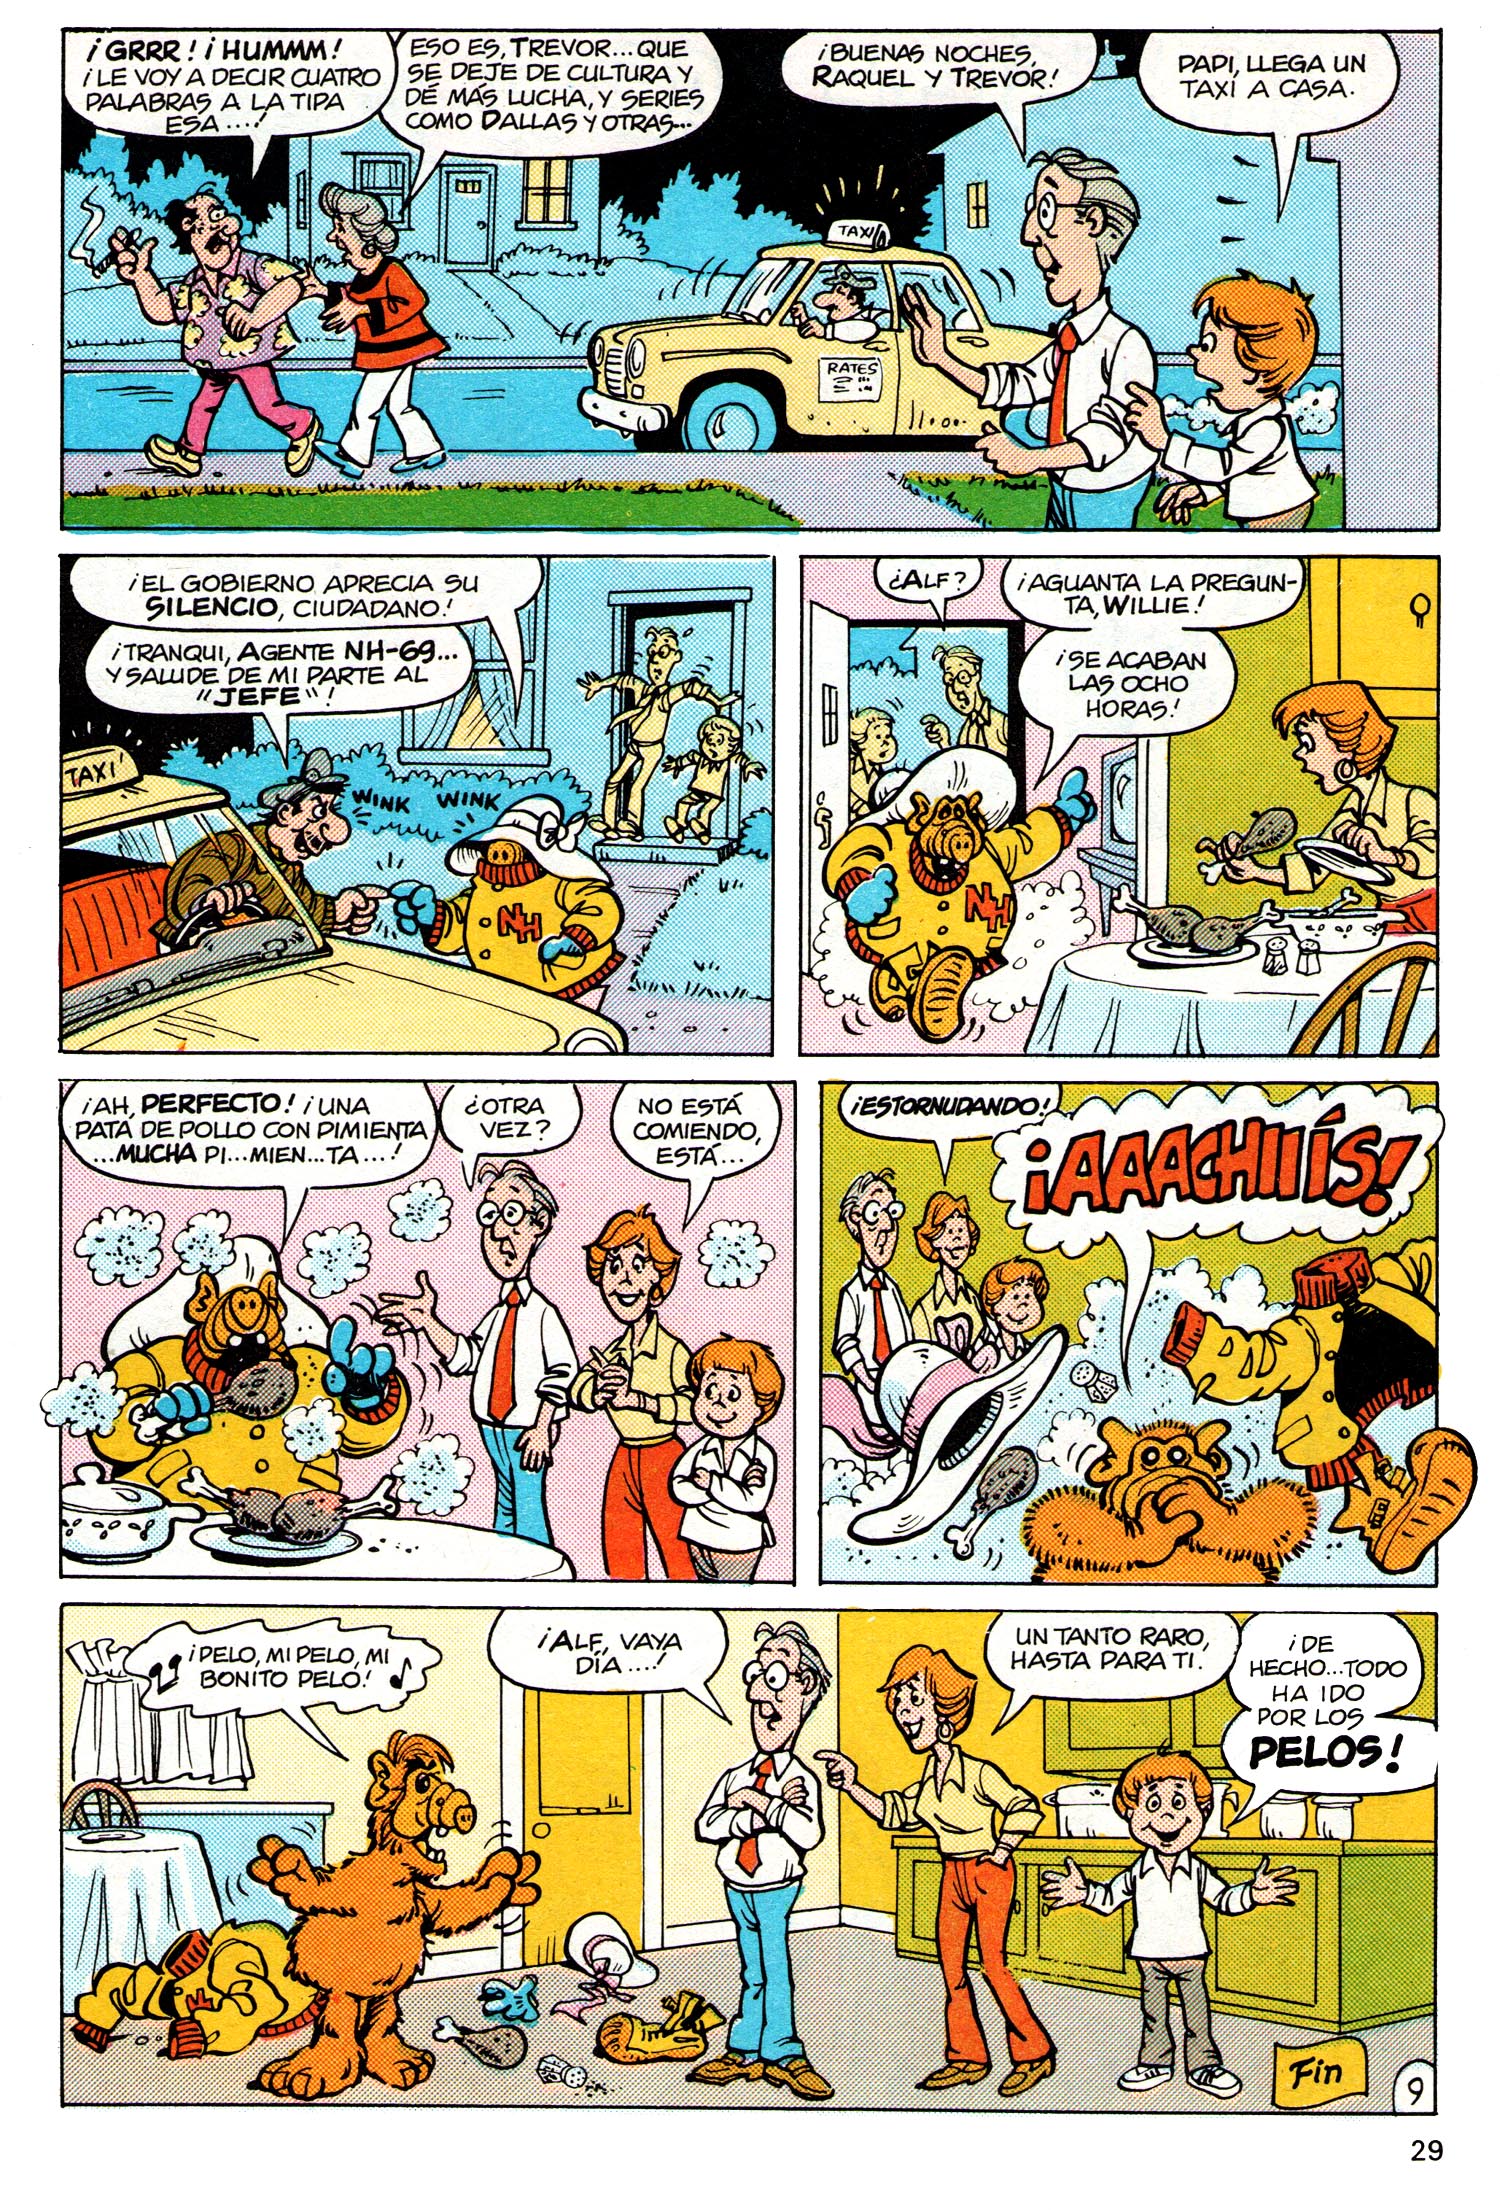 ¡GRRR! ¡HUMMM!
¡LE VOY A DECIR CUATRO
PALABRAS A LA TIPA
ESA...!
ESO ES, TREVOR... QUE
SE DEJE DE CULTURA Y
DÉ MÁS LUCHA, Y SERIES
COMO DALLAS Y OTRAS...
¡BUENAS NOCHES,
RAQUEL Y TREVOR!
PAPI, LLEGA UN
TAXI A CASA.
TAXI
RATES
¡EL GOBIERNO APRECIA SU
SILENCIO, CIUDADANO!
¡TRANQUI, AGENTE NH-69...
Y SALUDE DE MI PARTE AL
"JEFE"!
TAXI
WINK WINK
NH
¿ALF?
¡AGUANTA LA PREGUN-
TA, WILLIE!
¡SE ACABAN
LAS OCHO
HORAS!
NH
¡AH, PERFECTO! ¡UNA
PATA DE POLLO CON PIMIENTA
...MUCHA PI...MIEN...TA...!
¿OTRA
VEZ?
NO ESTÁ
COMIENDO,
ESTÁ...
¡ESTORNUDANDO!
¡AAACHIIIÍS!
¡PELO, MI PELO, MI
BONITO PELO!
¡ALF, VAYA
DÍA...!
UN TANTO RARO,
HASTA PARA TI.
¡DE
HECHO...TODO
HA IDO
POR LOS
PELOS!
Fin
9
29